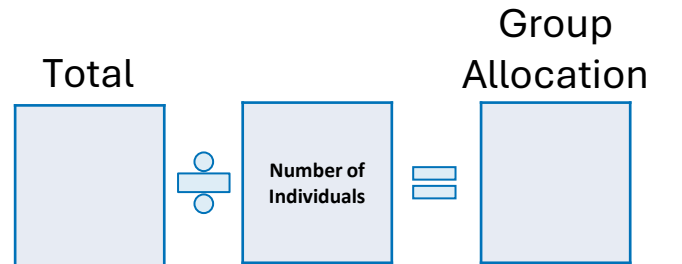 Total
Group
Allocation
Number of
Individuals